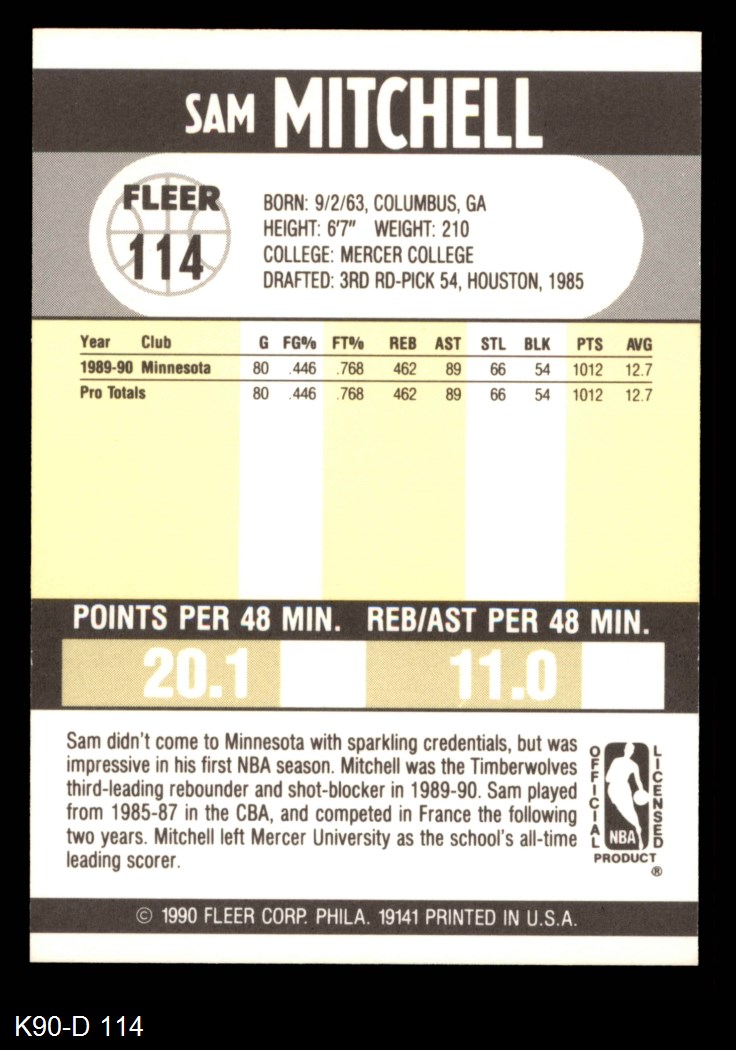 SAM MITCHELL
FLEER
114
BORN: 9/2/63, COLUMBUS, GA
HEIGHT: 6'7" WEIGHT: 210
COLLEGE: MERCER COLLEGE
DRAFTED: 3RD RD-PICK 54, HOUSTON, 1985
Year Club G FG% FT% REB AST STL BLK PTS AVG
1989-90 Minnesota 80 .446 .768 462 89 66 54 1012 12.7
Pro Totals 80 .446 .768 462 89 66 54 1012 12.7
POINTS PER 48 MIN. REB/AST PER 48 MIN.
20.1 11.0
Sam didn't come to Minnesota with sparkling credentials, but was
impressive in his first NBA season. Mitchell was the Timberwolves
third-leading rebounder and shot-blocker in 1989-90. Sam played
from 1985-87 in the CBA, and competed in France the following
two years. Mitchell left Mercer University as the school's all-time
leading scorer.
OFFICIAL
NBA
LICENSED
PRODUCT
®
© 1990 FLEER CORP. PHILA. 19141 PRINTED IN U.S.A.
K90-D 114